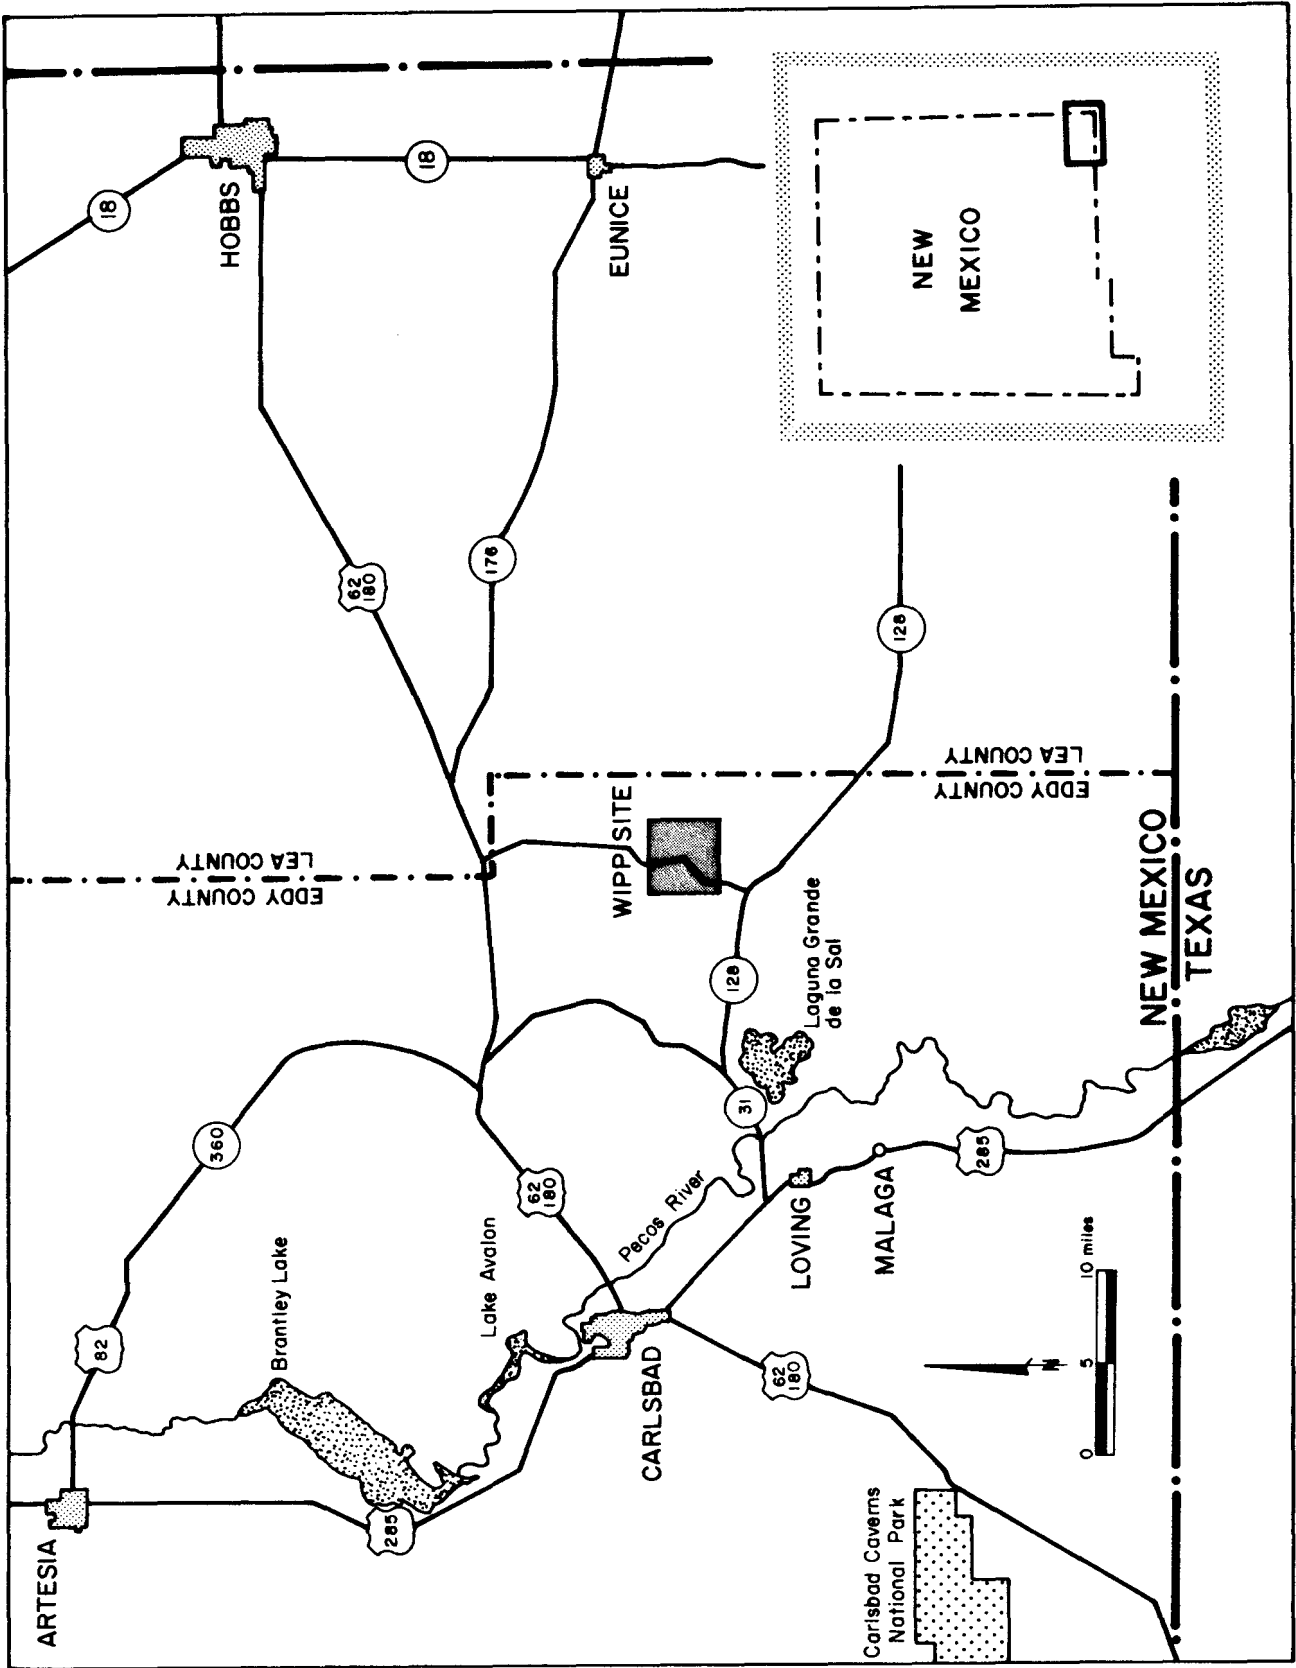 ARTESIA
82
360
EDDY COUNTY
LEA COUNTY
18
HOBBS
Brantley Lake
285
Lake Avalon
62
180
62
180
176
18
CARLSBAD
Pecos River
WIPP SITE
EUNICE
62
180
LOVING
31
128
Laguna Grande
de la Sal
MALAGA
285
128
EDDY COUNTY
LEA COUNTY
Carlsbad Caverns
National Park
N
0
5
10 miles
NEW MEXICO
TEXAS
NEW
MEXICO